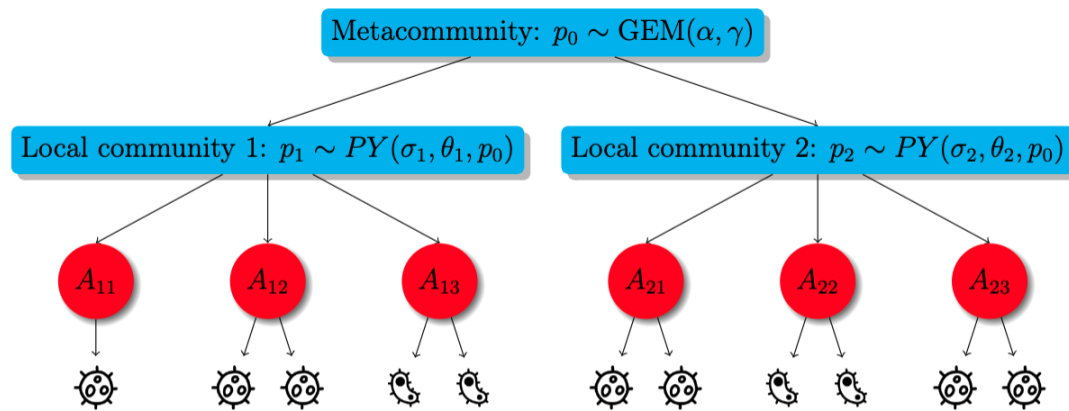 Metacommunity: p₀ ∼ GEM(α, γ)
Local community 1: p₁ ∼ PY(σ₁, θ₁, p₀)
Local community 2: p₂ ∼ PY(σ₂, θ₂, p₀)
A₁₁
A₁₂
A₁₃
A₂₁
A₂₂
A₂₃